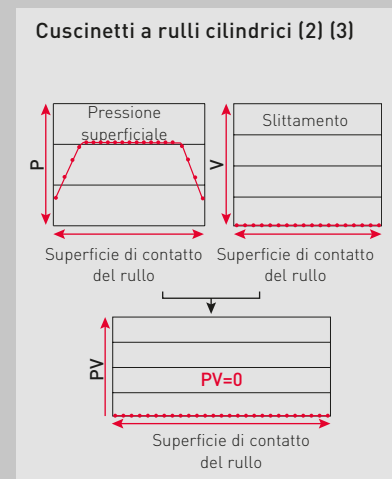 Cuscinetti a rulli cilindrici (2) (3)
Pressione
superficiale
P
Superficie di contatto
del rullo
Slittamento
V
Superficie di contatto
del rullo
PV
PV=0
Superficie di contatto
del rullo